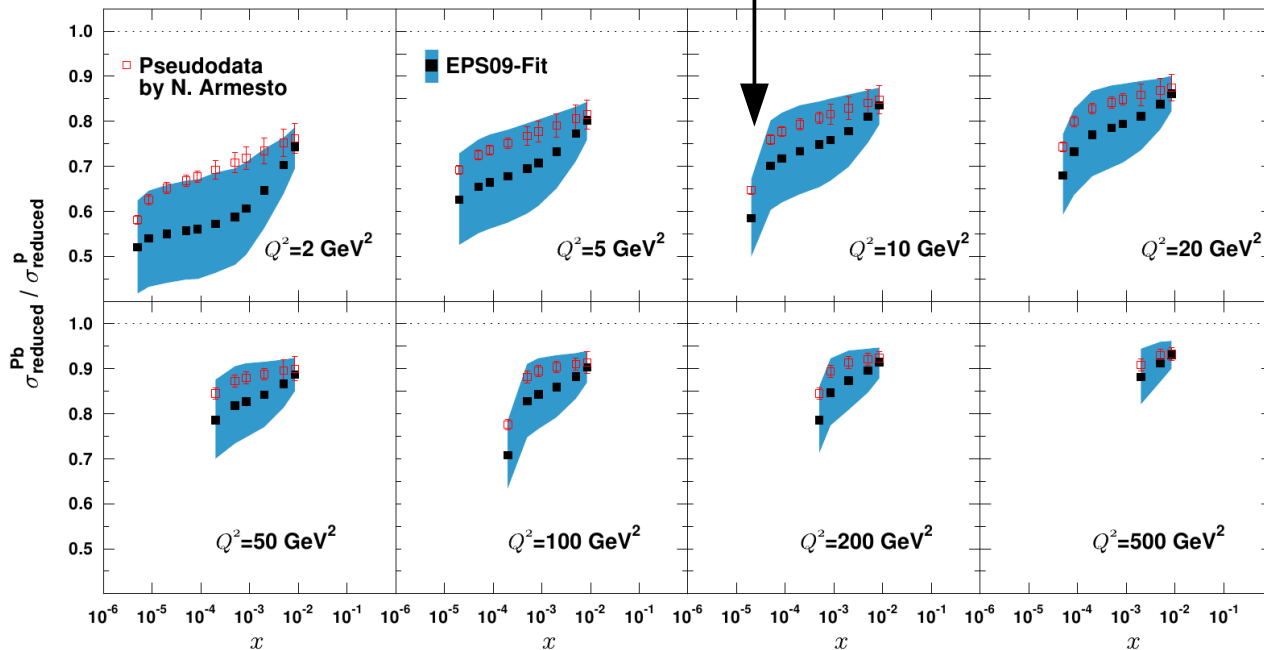 1.0
0.9
0.8
0.7
0.6
0.5
Pseudodata
by N. Armesto
EPS09-Fit
Q²=2 GeV²
Q²=5 GeV²
Q²=10 GeV²
Q²=20 GeV²
σ^Pb_reduced / σ^p_reduced
1.0
0.9
0.8
0.7
0.6
0.5
Q²=50 GeV²
Q²=100 GeV²
Q²=200 GeV²
Q²=500 GeV²
10⁻⁶ 10⁻⁵ 10⁻⁴ 10⁻³ 10⁻² 10⁻¹ 10⁻⁶ 10⁻⁵ 10⁻⁴ 10⁻³ 10⁻² 10⁻¹ 10⁻⁶ 10⁻⁵ 10⁻⁴ 10⁻³ 10⁻² 10⁻¹ 10⁻⁶ 10⁻⁵ 10⁻⁴ 10⁻³ 10⁻² 10⁻¹
x x x x